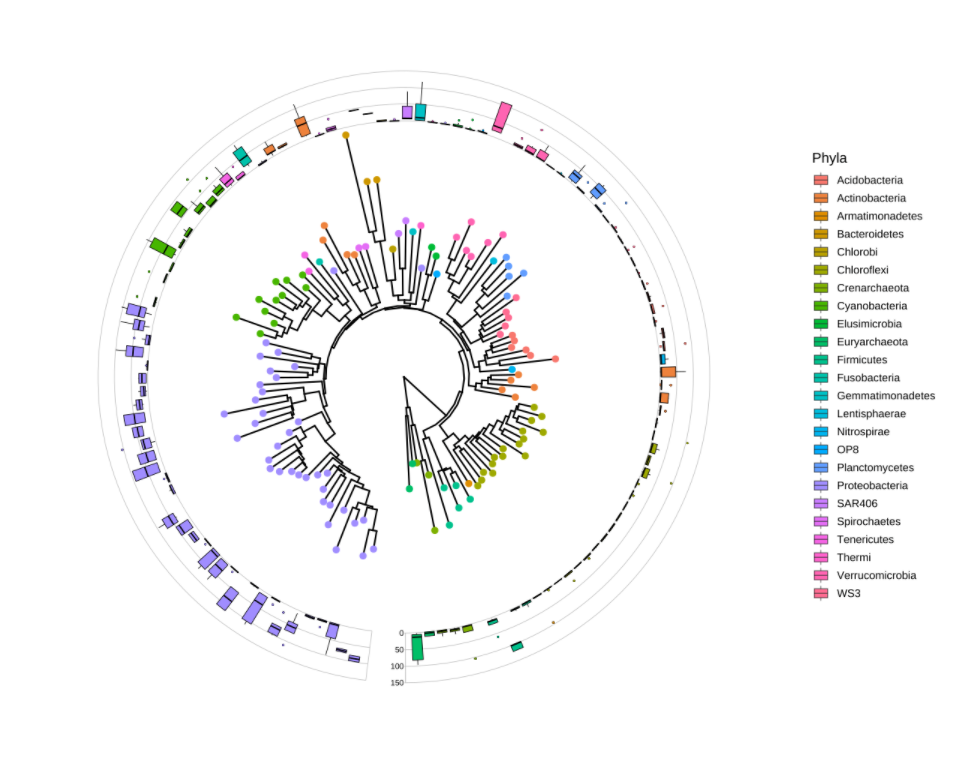 Phyla
Acidobacteria
Actinobacteria
Armatimonadetes
Bacteroidetes
Chlorobi
Chloroflexi
Crenarchaeota
Cyanobacteria
Elusimicrobia
Euryarchaeota
Firmicutes
Fusobacteria
Gemmatimonadetes
Lentisphaerae
Nitrospirae
OP8
Planctomycetes
Proteobacteria
SAR406
Spirochaetes
Tenericutes
Thermi
Verrucomicrobia
WS3
0
50
100
150